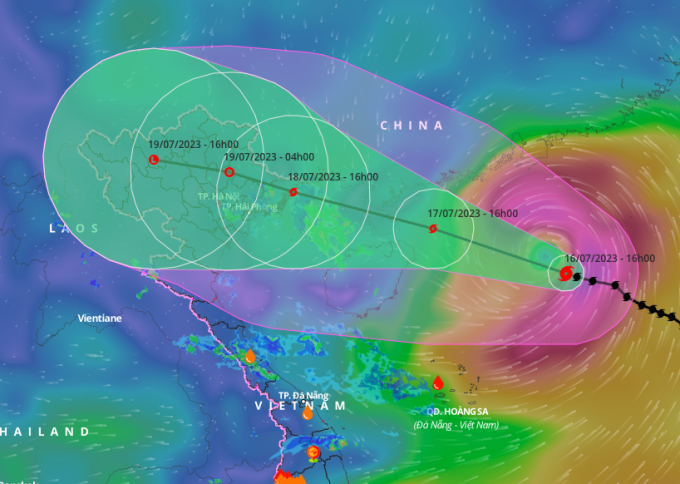 CHINA
19/07/2023 - 16h00
19/07/2023 - 04h00
18/07/2023 - 16h00
TP. Hà Nội
TP. Hải Phòng
17/07/2023 - 16h00
LAOS
16/07/2023 - 16h00
Vientiane
TP. Đà Nẵng
VIETNAM
QĐ. HOÀNG SA
(Đà Nẵng - Việt Nam)
HAILAND
L